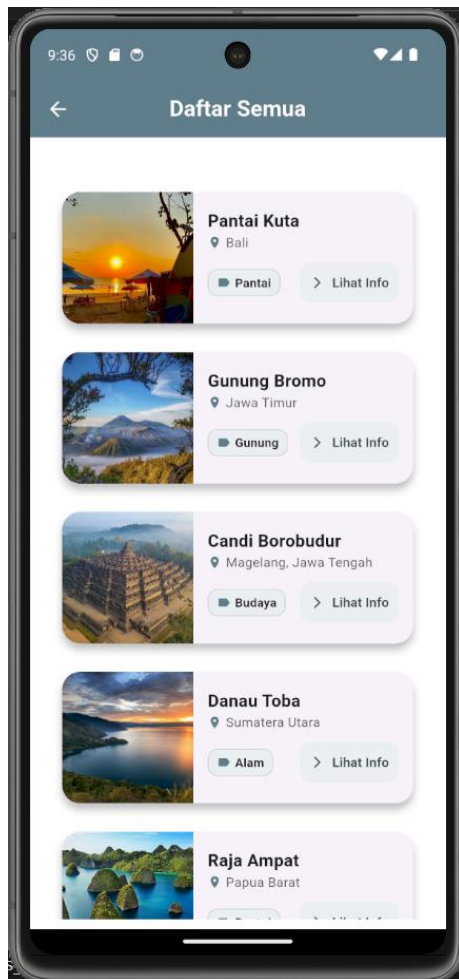 9:36
Daftar Semua
Pantai Kuta
Bali
Pantai
Lihat Info
Gunung Bromo
Jawa Timur
Gunung
Lihat Info
Candi Borobudur
Magelang, Jawa Tengah
Budaya
Lihat Info
Danau Toba
Sumatera Utara
Alam
Lihat Info
Raja Ampat
Papua Barat